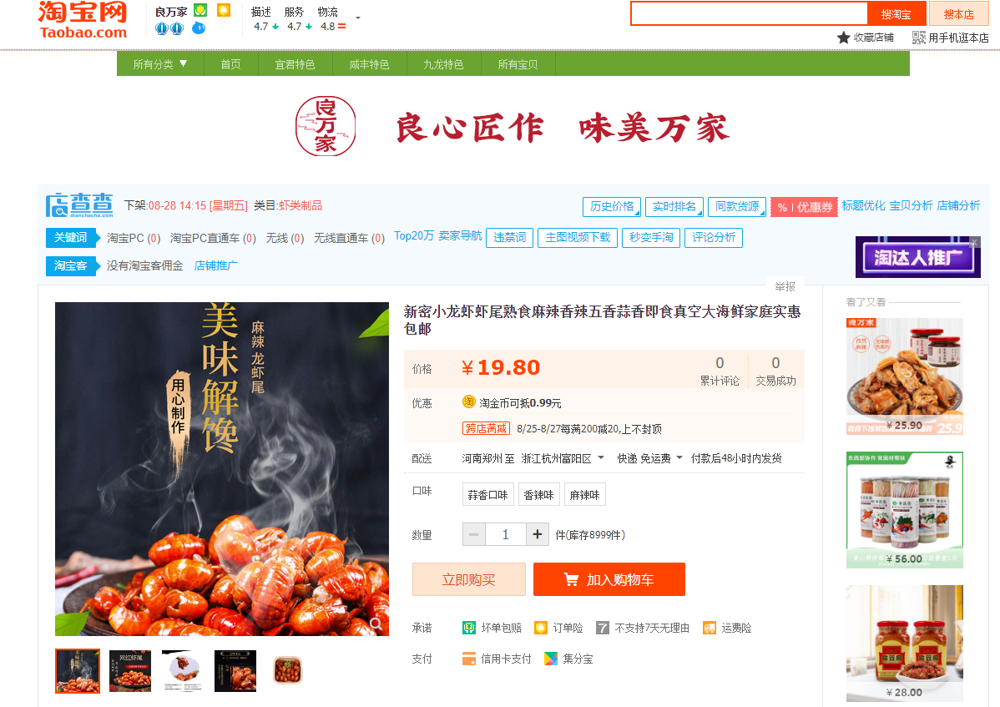 淘宝网
Taobao.com
良万家
描述 服务 物流
4.7 4.7 4.8
搜淘宝 搜本店
收藏店铺 用手机逛本店
所有分类 首页 宜君特色 咸丰特色 九龙特色 所有宝贝
良万家
良心匠作 味美万家
店查查
dianchacha.com
下架:08-28 14:15 [星期五] 类目:虾类制品
历史价格 实时排名 同款货源 % | 优惠券 标题优化 宝贝分析 店铺分析
关键词 淘宝PC (0) 淘宝PC直通车 (0) 无线 (0) 无线直通车 (0) Top20万 卖家导航 违禁词 主图视频下载 秒变手淘 评论分析
淘宝客 没有淘宝客佣金 店铺推广
淘达人推广
举报
美味解馋
麻辣 龙虾尾
用心制作
新密小龙虾虾尾熟食麻辣香辣五香蒜香即食真空大海鲜家庭实惠
包邮
价格 ¥19.80
0 累计评论
0 交易成功
优惠 淘 淘金币可抵0.99元
跨店满减 8/25-8/27每满200减20,上不封顶
配送 河南郑州 至 浙江杭州富阳区 快递 免运费 付款后48小时内发货
口味 蒜香口味 香辣味 麻辣味
数量 1 件(库存8999件)
立即购买 加入购物车
承诺 坏单包赔 订单险 7 不支持7天无理由 运费险
支付 信用卡支付 集分宝
网红虾尾
看了又看
良万家
¥ 25.90
东西部协作 贫困村帮扶
¥ 56.00
¥ 28.00